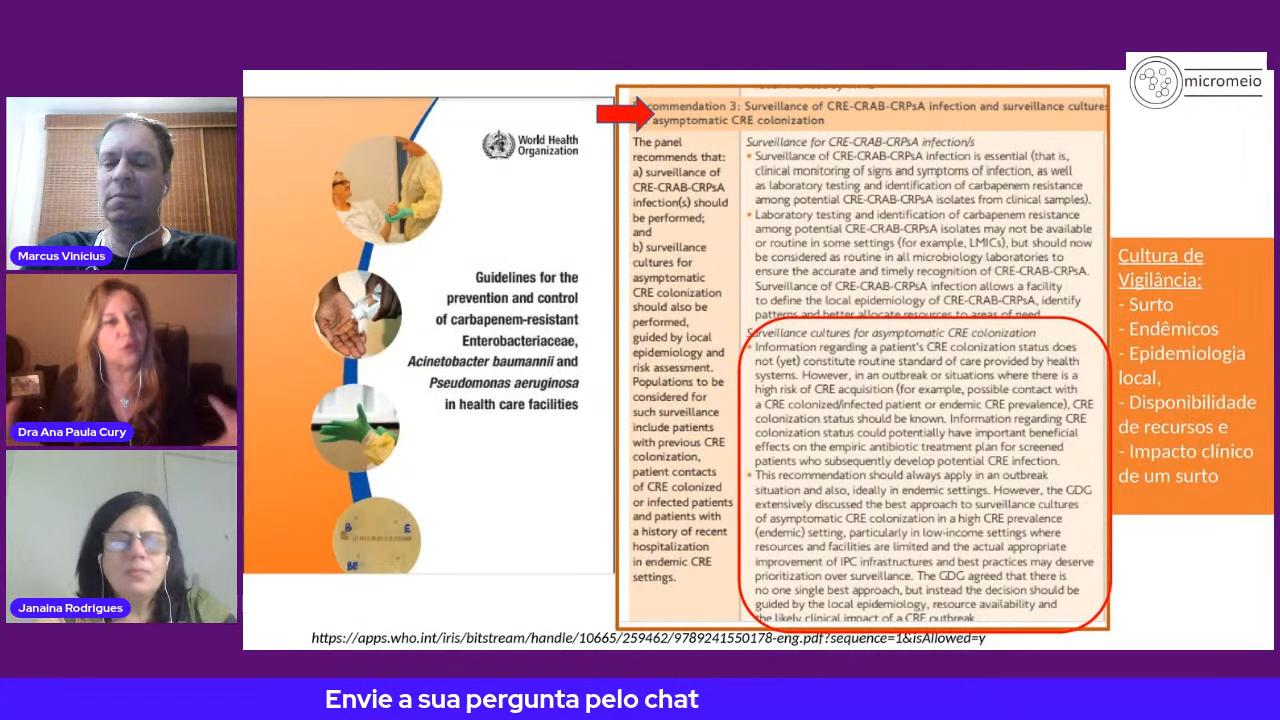 micromeio
World Health
Organization
Guidelines for the
prevention and control
of carbapenem-resistant
Enterobacteriaceae,
Acinetobacter baumannii and
Pseudomonas aeruginosa
in health care facilities
commendation 3: Surveillance of CRE-CRAB-CRPsA infection and surveillance cultures
asymptomatic CRE colonization
The panel
recommends that:
a) surveillance of
CRE-CRAB-CRPsA
infection(s) should
be performed;
and
b) surveillance
cultures for
asymptomatic
CRE colonization
should also be
performed,
guided by local
epidemiology and
risk assessment.
Populations to be
considered for
such surveillance
include patients
with previous CRE
colonization,
patient contacts
of CRE colonized
or infected patients
and patients with
a history of recent
hospitalization
in endemic CRE
settings.
Surveillance for CRE-CRAB-CRPsA infection/s
• Surveillance of CRE-CRAB-CRPsA infection is essential (that is,
clinical monitoring of signs and symptoms of infection, as well
as laboratory testing and identification of carbapenem resistance
among potential CRE-CRAB-CRPsA isolates from clinical samples).
• Laboratory testing and identification of carbapenem resistance
among potential CRE-CRAB-CRPsA isolates may not be available
or routine in some settings (for example, LMICs), but should now
be considered as routine in all microbiology laboratories to
ensure the accurate and timely recognition of CRE-CRAB-CRPsA.
Surveillance of CRE-CRAB-CRPsA infection allows a facility
to define the local epidemiology of CRE-CRAB-CRPsA, identify
patterns and better allocate resources to areas of need.
Surveillance cultures for asymptomatic CRE colonization
• Information regarding a patient's CRE colonization status does
not (yet) constitute routine standard of care provided by health
systems. However, in an outbreak or situations where there is a
high risk of CRE acquisition (for example, possible contact with
a CRE colonized/infected patient or endemic CRE prevalence), CRE
colonization status should be known. Information regarding CRE
colonization status could potentially have important beneficial
effects on the empiric antibiotic treatment plan for screened
patients who subsequently develop potential CRE infection.
• This recommendation should always apply in an outbreak
situation and also, ideally in endemic settings. However, the GDG
extensively discussed the best approach to surveillance cultures
of asymptomatic CRE colonization in a high CRE prevalence
(endemic) setting, particularly in low-income settings where
resources and facilities are limited and the actual appropriate
improvement of IPC infrastructures and best practices may deserve
prioritization over surveillance. The GDG agreed that there is
no one single best approach, but instead the decision should be
guided by the local epidemiology, resource availability and
the likely clinical impact of a CRE outbreak.
Cultura de
Vigilância:
- Surto
- Endêmicos
- Epidemiologia
local,
- Disponibilidade
de recursos e
- Impacto clínico
de um surto
https://apps.who.int/iris/bitstream/handle/10665/259462/9789241550178-eng.pdf?sequence=1&isAllowed=y
Marcus Vinícius
Dra Ana Paula Cury
Janaina Rodrigues
B
E
BE
Envie a sua pergunta pelo chat